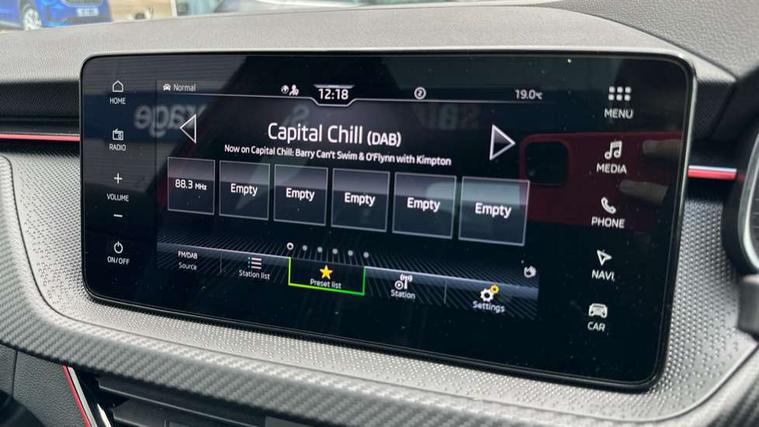 HOME
RADIO
VOLUME
ON/OFF
Normal
12:18
2
19.0°C
Capital Chill (DAB)
Now on Capital Chill: Barry Can't Swim & O'Flynn with Kimpton
88.3 MHz
Empty
Empty
Empty
Empty
Empty
FM/DAB
Source
Station list
Preset list
Station
Settings
MENU
MEDIA
PHONE
NAVI
CAR